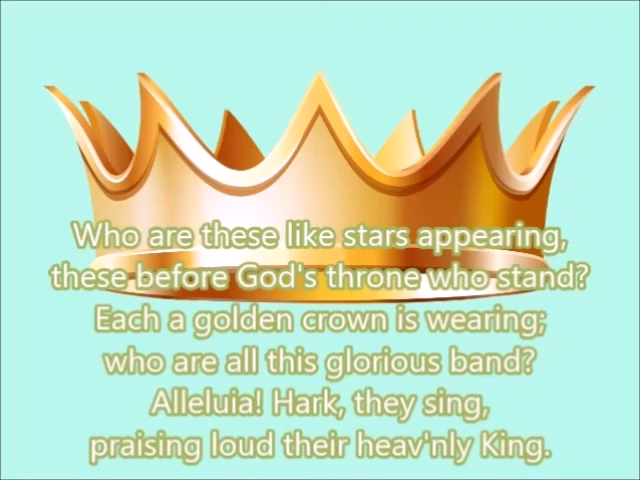 Who are these like stars appearing,
these before God's throne who stand?
Each a golden crown is wearing;
who are all this glorious band?
Alleluia! Hark, they sing,
praising loud their heav'nly King.